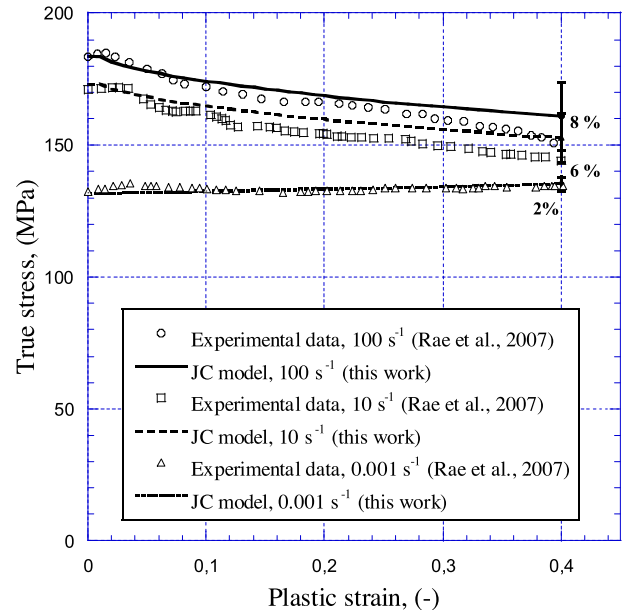 200
150
100
50
0
True stress, (MPa)
8 %
6 %
2%
Experimental data, 100 s⁻¹ (Rae et al., 2007)
JC model, 100 s⁻¹ (this work)
Experimental data, 10 s⁻¹ (Rae et al., 2007)
JC model, 10 s⁻¹ (this work)
Experimental data, 0.001 s⁻¹ (Rae et al., 2007)
JC model, 0.001 s⁻¹ (this work)
0 0,1 0,2 0,3 0,4
Plastic strain, (-)